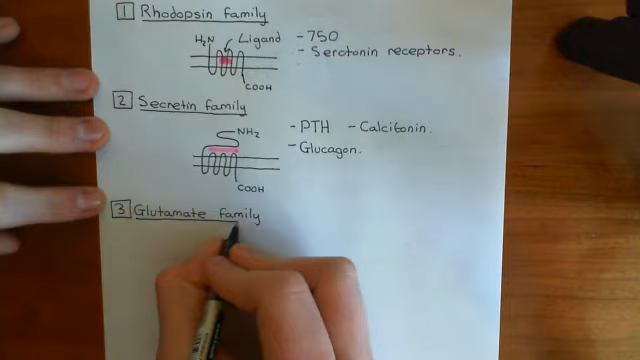 1 Rhodopsin family
H₂N Ligand
COOH
- 750
- Serotonin receptors.
2 Secretin family
NH₂
COOH
- PTH - Calcitonin.
- Glucagon.
3 Glutamate family